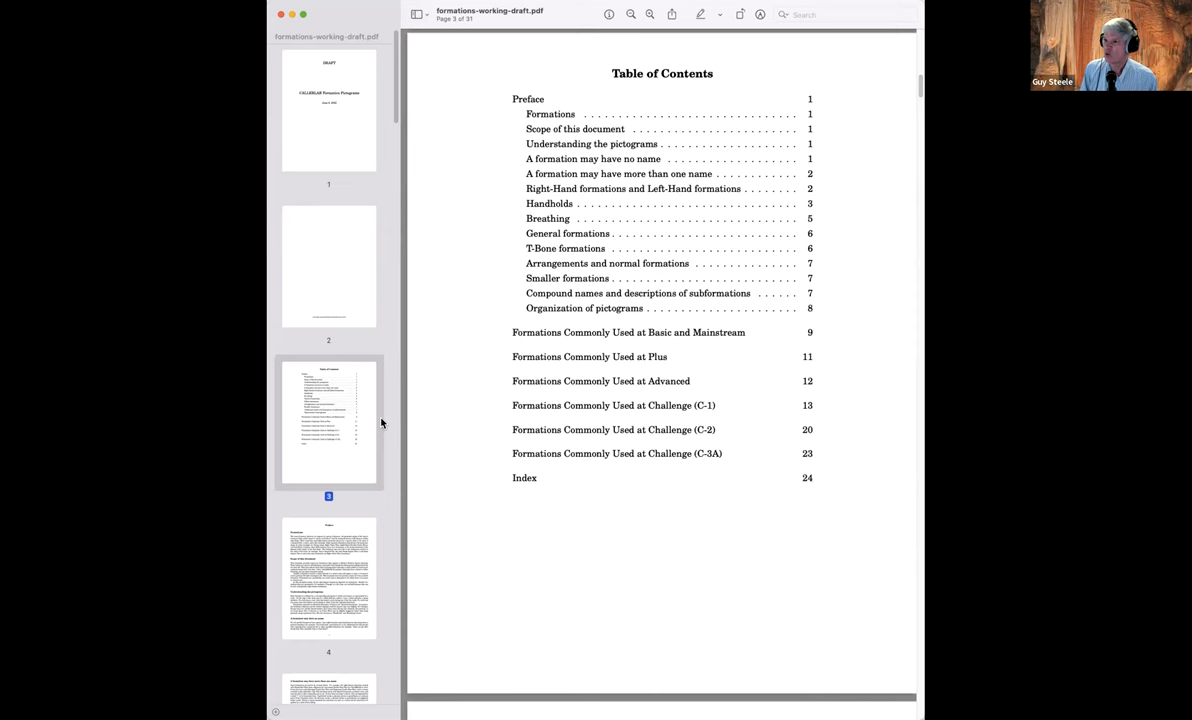 formations-working-draft.pdf
Page 3 of 31
Search
formations-working-draft.pdf
DRAFT
CALLERLAB Formation Pictograms
1
2
3
4
Table of Contents
Preface 1
Formations . . . . . . . . . . . . . . . . . . . . . . . . . . . . 1
Scope of this document . . . . . . . . . . . . . . . . . . . . . 1
Understanding the pictograms . . . . . . . . . . . . . . . . . . 1
A formation may have no name . . . . . . . . . . . . . . . . . 1
A formation may have more than one name . . . . . . . . . . . 2
Right-Hand formations and Left-Hand formations . . . . . . . 2
Handholds . . . . . . . . . . . . . . . . . . . . . . . . . . . . 3
Breathing . . . . . . . . . . . . . . . . . . . . . . . . . . . . 5
General formations . . . . . . . . . . . . . . . . . . . . . . . 6
T-Bone formations . . . . . . . . . . . . . . . . . . . . . . . 6
Arrangements and normal formations . . . . . . . . . . . . . 7
Smaller formations . . . . . . . . . . . . . . . . . . . . . . . 7
Compound names and descriptions of subformations . . . . . . 7
Organization of pictograms . . . . . . . . . . . . . . . . . . . 8
Formations Commonly Used at Basic and Mainstream 9
Formations Commonly Used at Plus 11
Formations Commonly Used at Advanced 12
Formations Commonly Used at Challenge (C-1) 13
Formations Commonly Used at Challenge (C-2) 20
Formations Commonly Used at Challenge (C-3A) 23
Index 24
Guy Steele